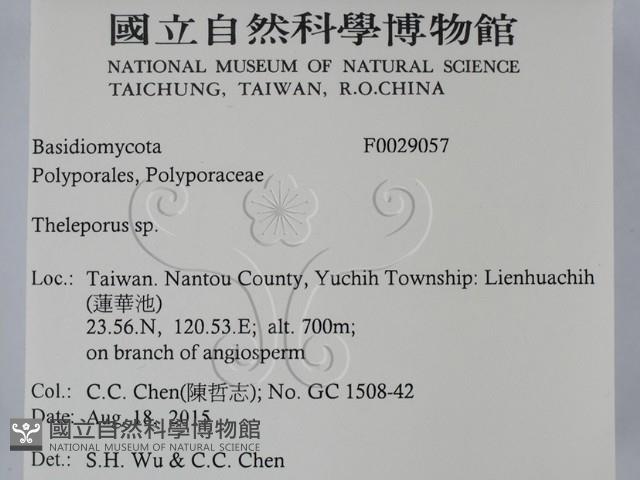 國立自然科學博物館
NATIONAL MUSEUM OF NATURAL SCIENCE
TAICHUNG, TAIWAN, R.O.CHINA
Basidiomycota F0029057
Polyporales, Polyporaceae
Theleporus sp.
Loc.: Taiwan. Nantou County, Yuchih Township: Lienhuachih
(蓮華池)
23.56.N, 120.53.E; alt. 700m;
on branch of angiosperm
Col.: C.C. Chen(陳哲志); No. GC 1508-42
Date: Aug. 18, 2015
國立自然科學博物館
NATIONAL MUSEUM OF NATURAL SCIENCE
Det.: S.H. Wu & C.C. Chen